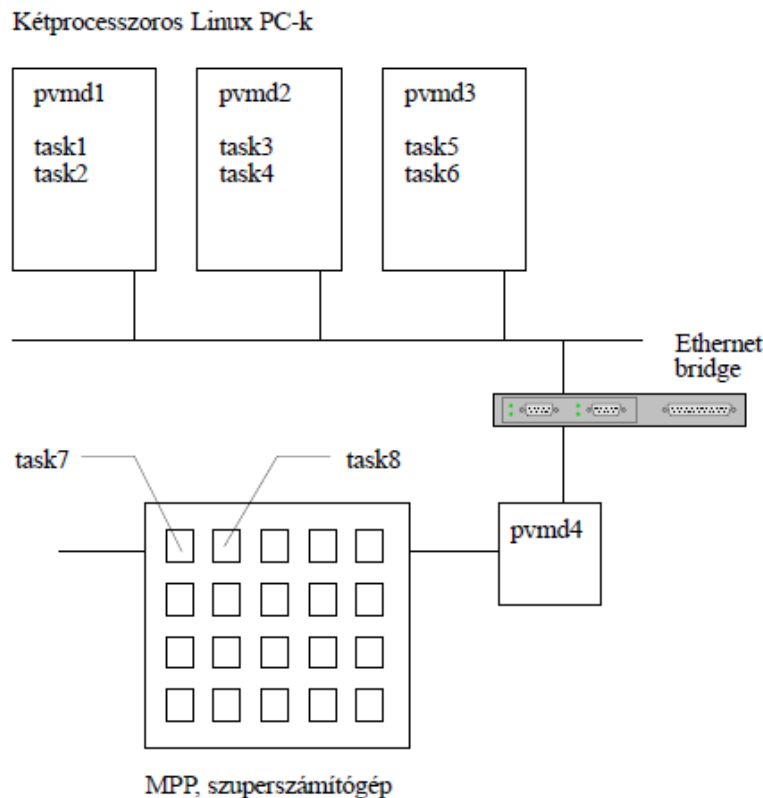 Kétprocesszoros Linux PC-k
pvmd1
task1
task2
pvmd2
task3
task4
pvmd3
task5
task6
Ethernet
bridge
task7
task8
pvmd4
MPP, szuperszámítógép